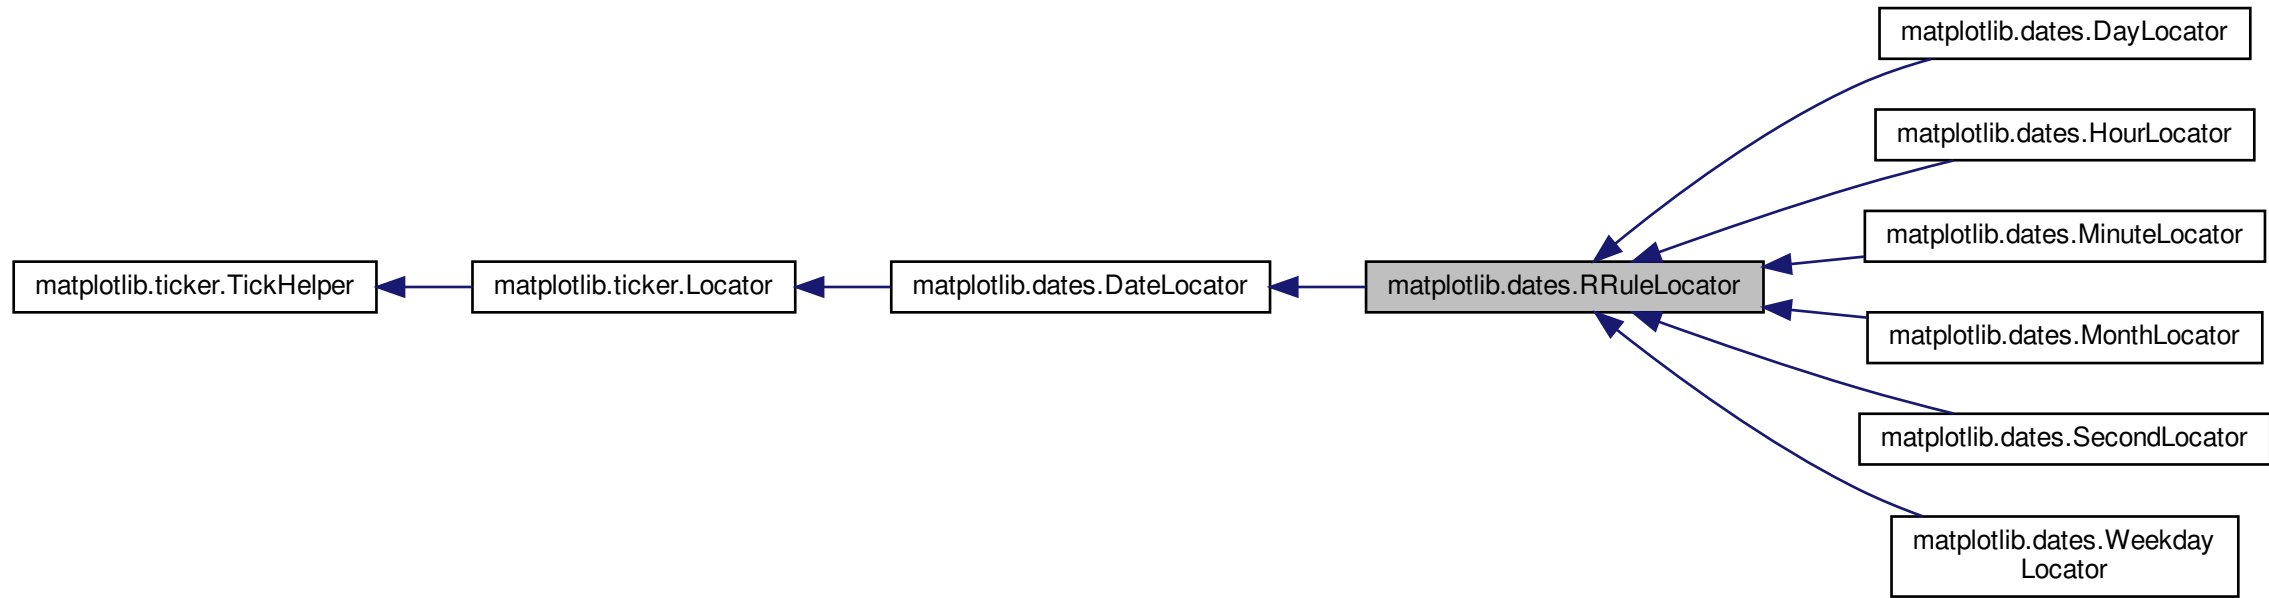 matplotlib.dates.DayLocator
matplotlib.dates.HourLocator
matplotlib.dates.MinuteLocator
matplotlib.ticker.TickHelper
matplotlib.ticker.Locator
matplotlib.dates.DateLocator
matplotlib.dates.RRuleLocator
matplotlib.dates.MonthLocator
matplotlib.dates.SecondLocator
matplotlib.dates.Weekday
Locator